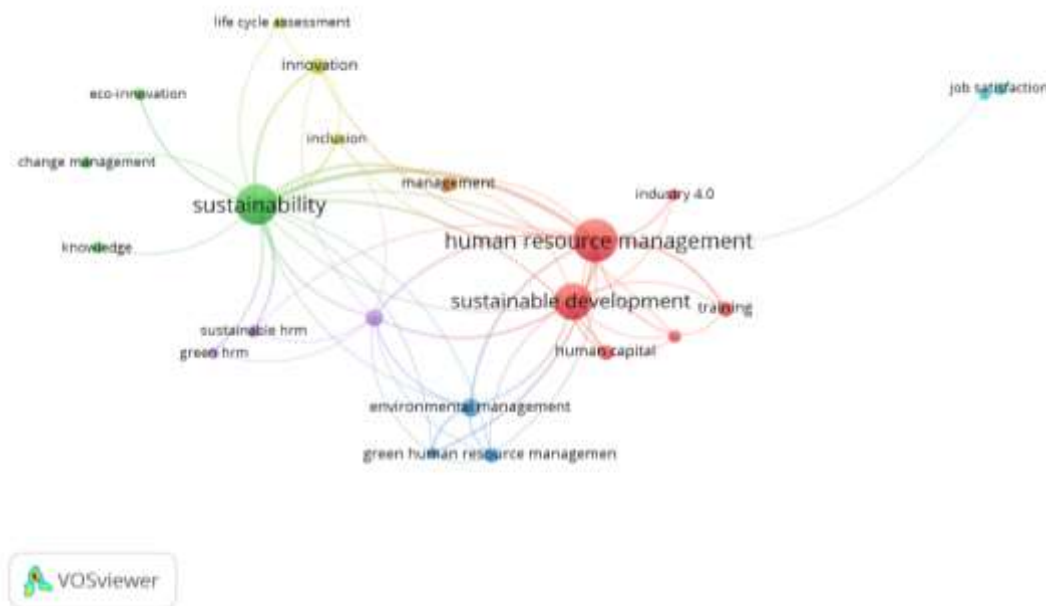 life cycle assessment
innovation
eco-innovation
job satisfaction
inclusion
change management
management
industry 4.0
sustainability
human resource management
knowledge
sustainable development
training
sustainable hrm
green hrm
human capital
environmental management
green human resource managemen
VOSviewer